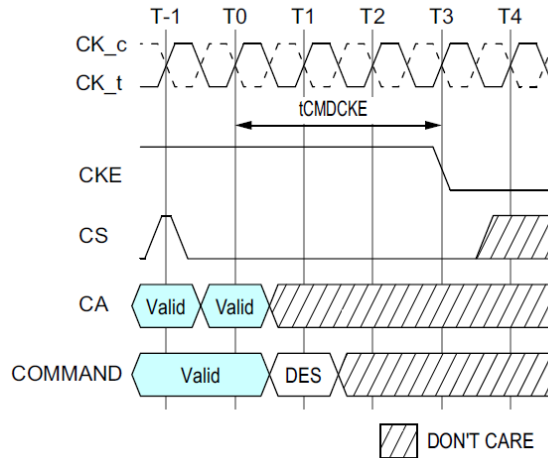 T-1 T0 T1 T2 T3 T4
CK_c
CK_t
tCMDCKE
CKE
CS
CA Valid Valid
COMMAND Valid DES
DON'T CARE